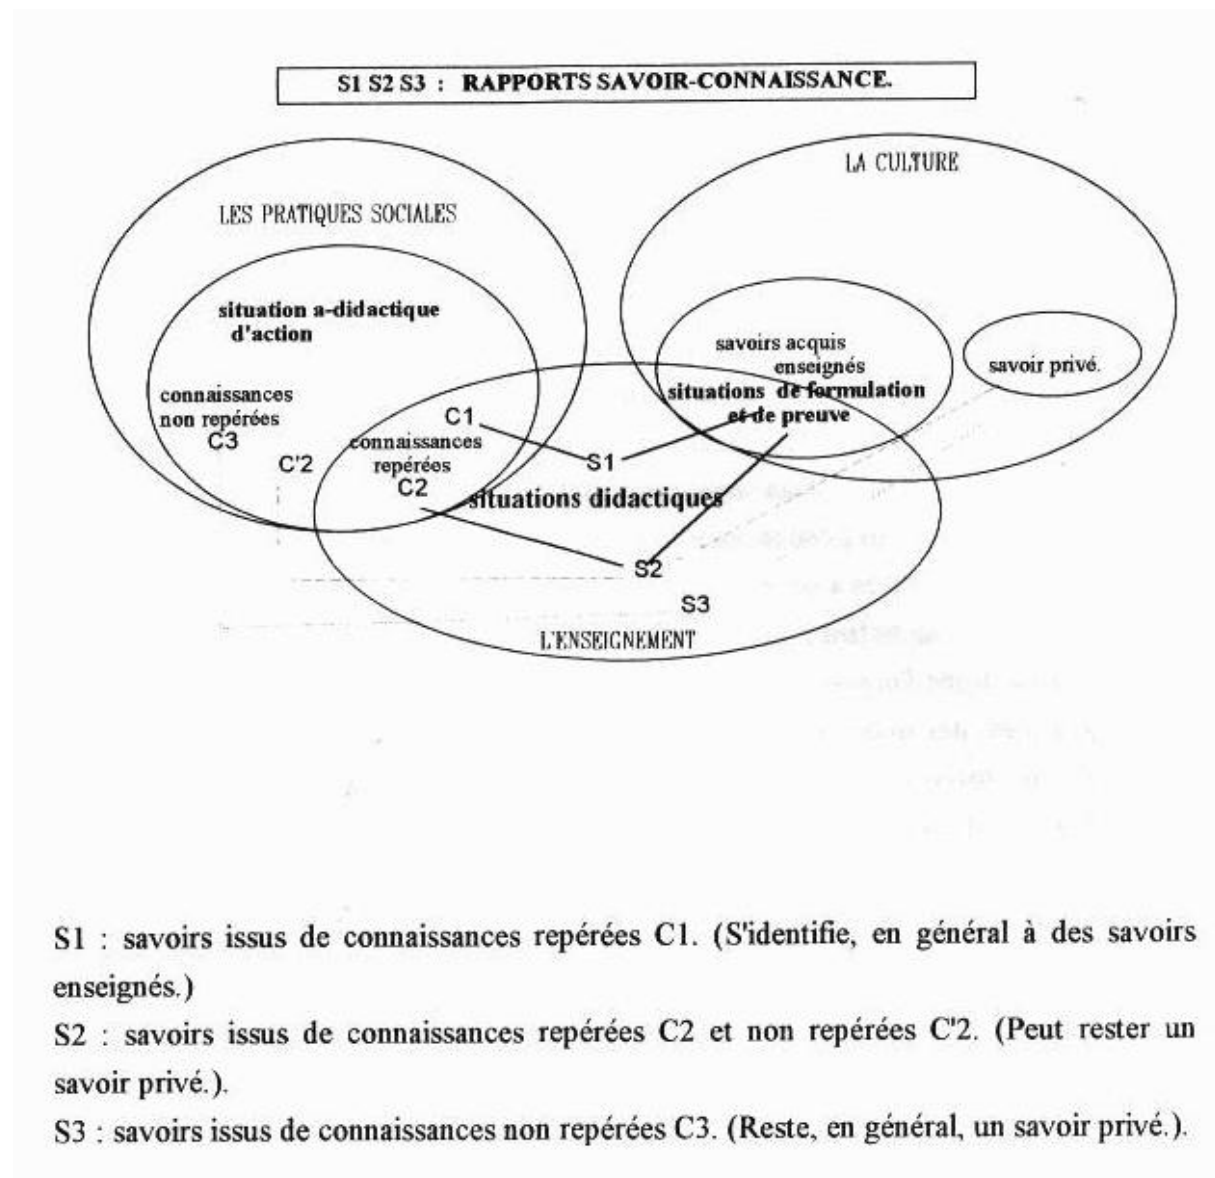 S1 S2 S3 : RAPPORTS SAVOIR-CONNAISSANCE.
LA CULTURE
LES PRATIQUES SOCIALES
situation a-didactique
d'action
savoirs acquis
enseignés
situations de formulation
et de preuve
savoir privé.
connaissances
non repérées
C3
C'2
C1
connaissances
repérées
C2
S1
situations didactiques
S2
S3
L'ENSEIGNEMENT
S1 : savoirs issus de connaissances repérées C1. (S'identifie, en général à des savoirs
enseignés.)
S2 : savoirs issus de connaissances repérées C2 et non repérées C'2. (Peut rester un
savoir privé.).
S3 : savoirs issus de connaissances non repérées C3. (Reste, en général, un savoir privé.).